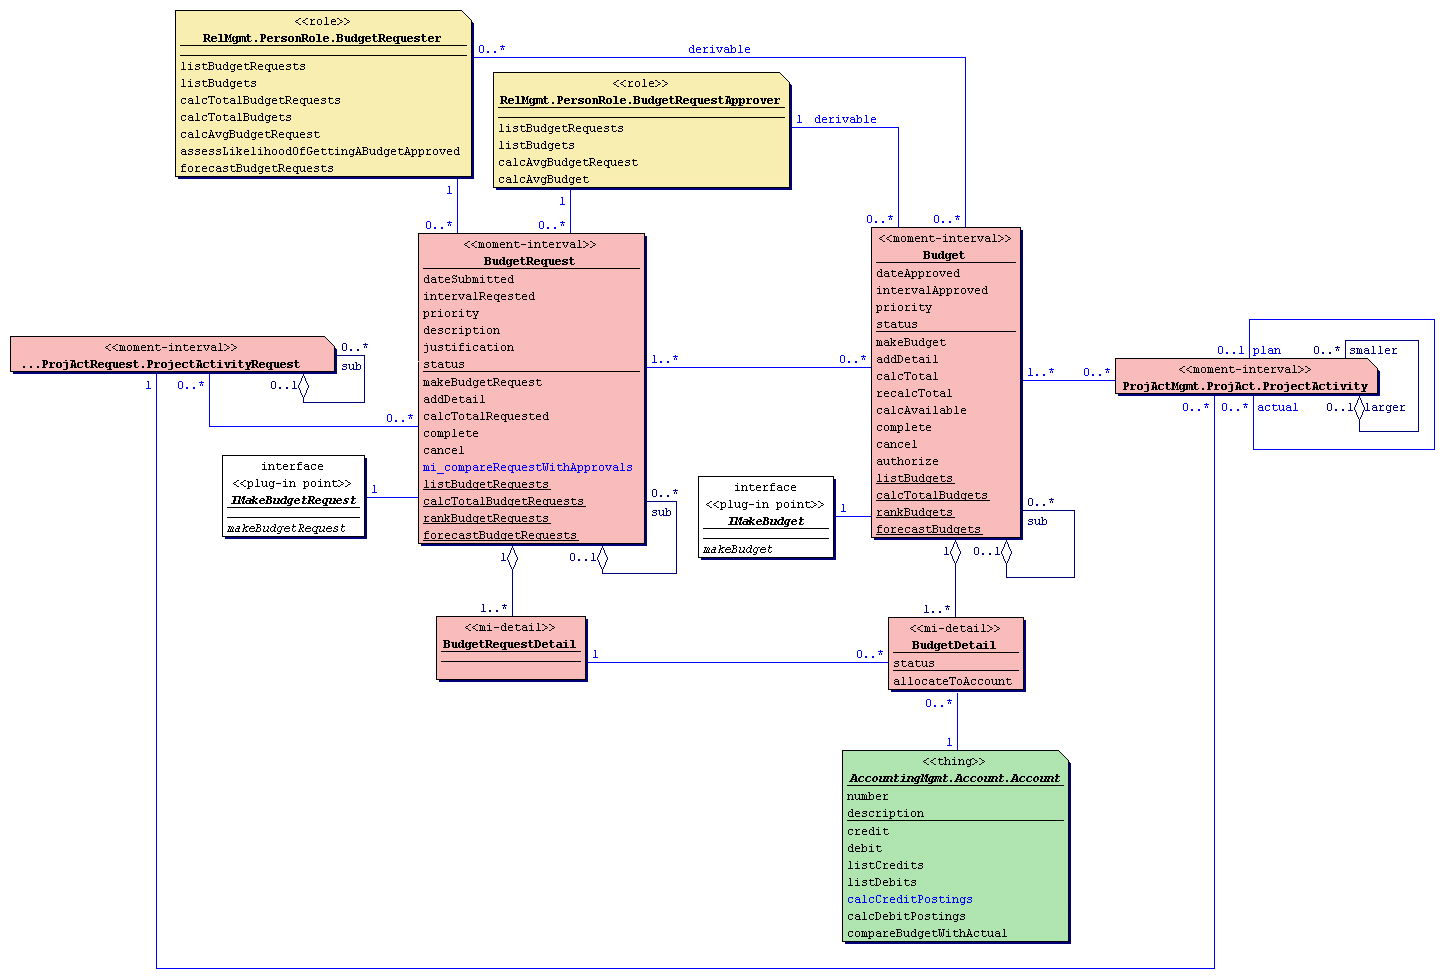 <<role>>
RelMgmt.PersonRole.BudgetRequester
listBudgetRequests
listBudgets
calcTotalBudgetRequests
calcTotalBudgets
calcAvgBudgetRequest
assessLikelihoodOfGettingABudgetApproved
forecastBudgetRequests
0..*
derivable
1
0..*
<<role>>
RelMgmt.PersonRole.BudgetRequestApprover
listBudgetRequests
listBudgets
calcAvgBudgetRequest
calcAvgBudget
1 derivable
1
0..*
0..*
0..*
<<moment-interval>>
BudgetRequest
dateSubmitted
intervalReqested
priority
description
justification
status
makeBudgetRequest
addDetail
calcTotalRequested
complete
cancel
mi_compareRequestWithApprovals
listBudgetRequests
calcTotalBudgetRequests
rankBudgetRequests
forecastBudgetRequests
1..*
0..*
0..*
sub
1
0..1
<<moment-interval>>
Budget
dateApproved
intervalApproved
priority
status
makeBudget
addDetail
calcTotal
recalcTotal
calcAvailable
complete
cancel
authorize
listBudgets
calcTotalBudgets
rankBudgets
forecastBudgets
1..*
0..*
0..*
sub
1
0..1
<<moment-interval>>
...ProjActRequest.ProjectActivityRequest
0..*
sub
1
0..*
0..1
0..*
0..1 plan
0..* smaller
<<moment-interval>>
ProjActMgmt.ProjAct.ProjectActivity
0..*
0..* actual
0..1 larger
interface
<<plug-in point>>
IMakeBudgetRequest
makeBudgetRequest
1
interface
<<plug-in point>>
IMakeBudget
makeBudget
1
1..*
<<mi-detail>>
BudgetRequestDetail
1
0..*
1..*
<<mi-detail>>
BudgetDetail
status
allocateToAccount
0..*
1
<<thing>>
AccountingMgmt.Account.Account
number
description
credit
debit
listCredits
listDebits
calcCreditPostings
calcDebitPostings
compareBudgetWithActual